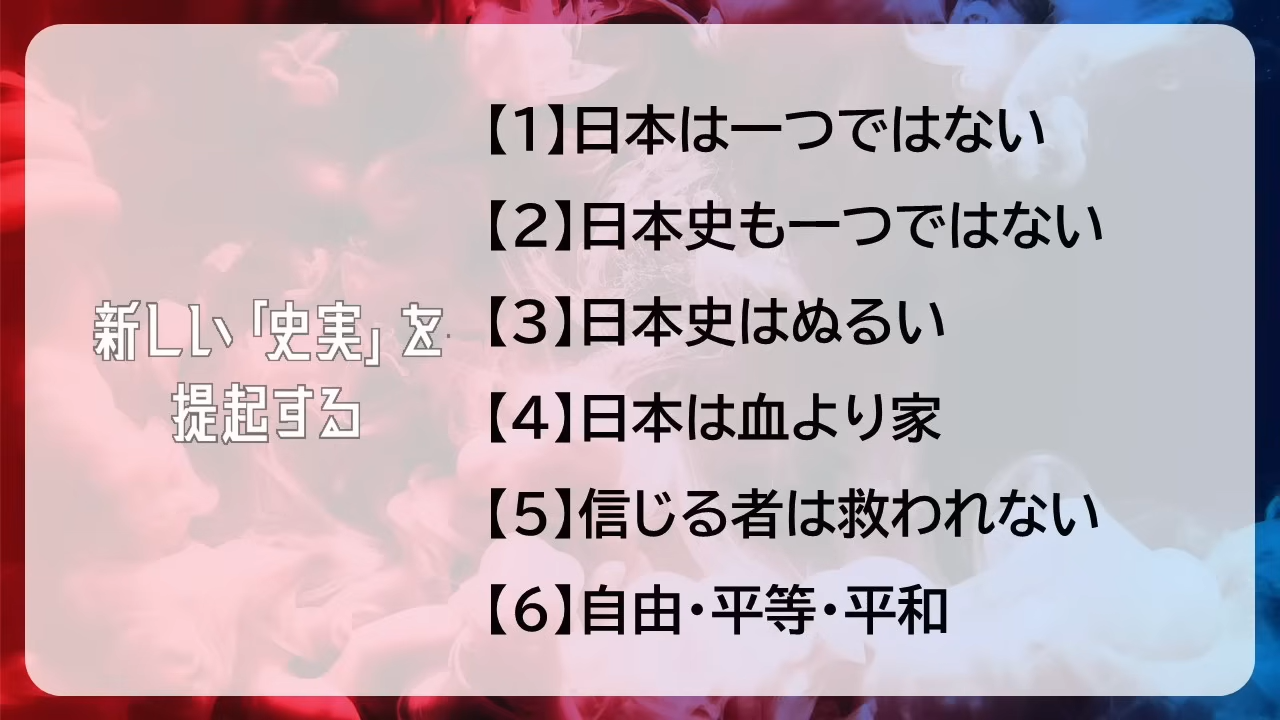 新しい「史実」を
提起する
【1】日本は一つではない
【2】日本史も一つではない
【3】日本史はぬるい
【4】日本は血より家
【5】信じる者は救われない
【6】自由・平等・平和